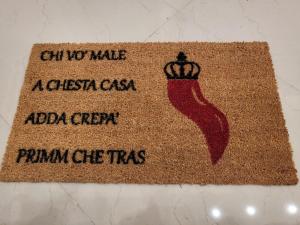 CHI VO' MALE
A CHESTA CASA
ADDA CREPA'
PRIMM CHE TRAS